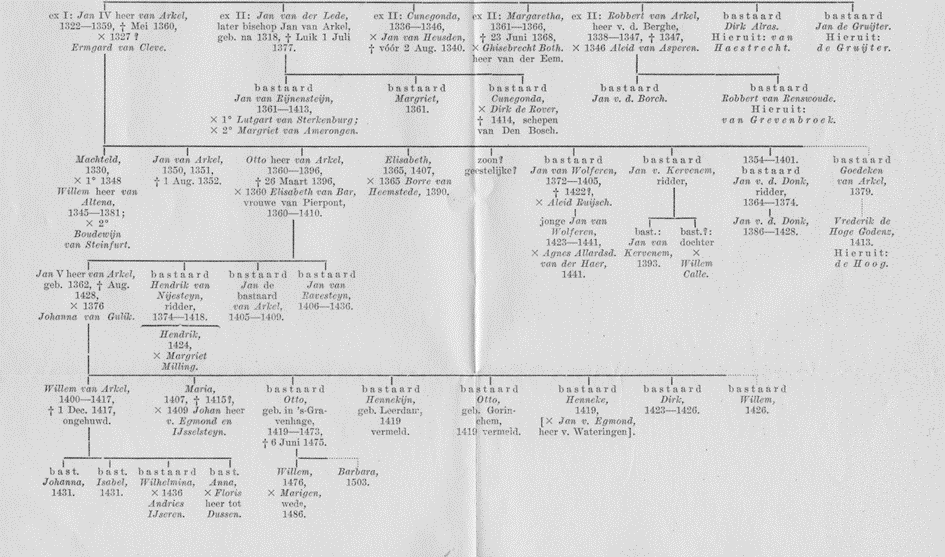 ex I: Jan IV heer van Arkel,
1322—1359, † Mei 1360,
× 1327 ?
Ermgard van Cleve.
ex II: Jan van der Lede,
later bisschop Jan van Arkel,
geb. na 1318, † Luik 1 Juli
1377.
ex II: Cunegonda,
1336—1346,
× Jan van Heusden,
† vóór 2 Aug. 1340.
ex II: Margaretha,
1361—1366,
† 23 Juni 1368,
× Ghisebrecht Both.
heer van der Eem.
ex II: Robbert van Arkel,
heer v. d. Berghe,
1338—1347, † 1347,
× 1346 Aleid van Asperen.
bastaard
Dirk Alras.
Hieruit: van
Haestrecht.
bastaard
Jan de Gruijter.
Hieruit:
de Gruijter.
bastaard
Jan van Rijnensteijn,
1361—1413,
× 1° Lutgart van Sterkenburg;
× 2° Margriet van Amerongen.
bastaard
Margriet,
1361.
bastaard
Cunegonda,
× Dirk de Rover,
† 1414, schepen
van Den Bosch.
bastaard
Jan v. d. Borch.
bastaard
Robbert van Renswoude.
Hieruit:
van Grevenbroek.
Machteld,
1330,
× 1° 1348
Willem heer van
Altena,
1345—1381;
× 2°
Boudewijn
van Steinfurt.
Jan van Arkel,
1350, 1351,
† 1 Aug. 1352.
Otto heer van Arkel,
1360—1396,
† 26 Maart 1396,
× 1360 Elisabeth van Bar,
vrouwe van Pierpont,
1360—1410.
Elisabeth,
1365, 1407,
× 1365 Borre van
Heemstede, 1390.
zoon?
geestelijke?
bastaard
Jan van Wolferen,
1372—1405,
† 1422?,
× Aleid Ruijsch.
jonge Jan van
Wolferen,
1423—1441,
× Agnes Allardsd.
van der Haer,
1441.
bastaard
Jan v. Kervenem,
ridder,
bast.:
Jan van
Kervenem,
1393.
bast.?:
dochter
×
Willem
Calle.
1354—1401.
bastaard
Jan v. d. Donk,
ridder,
1364—1374.
Jan v. d. Donk,
1386—1428.
bastaard
Goedeken
van Arkel,
1379.
Vrederik de
Hoge Godenz,
1413.
Hieruit:
de Hoog.
Jan V heer van Arkel,
geb. 1362, † Aug.
1428,
× 1376
Johanna van Gulik.
bastaard
Hendrik van
Nijesteyn,
ridder,
1374—1418.
Hendrik,
1424,
× Margriet
Milling.
bastaard
Jan de
bastaard
van Arkel,
1405—1409.
bastaard
Jan van
Ravesteyn,
1406—1436.
Willem van Arkel,
1400—1417,
† 1 Dec. 1417,
ongehuwd.
Maria,
1407, † 1415?,
× 1409 Johan heer
v. Egmond en
IJsselsteyn.
bastaard
Otto,
geb. in 's-Gra-
venhage,
1419—1473,
† 6 Juni 1475.
bastaard
Hennekijn,
geb. Leerdam,
1419
vermeld.
bastaard
Otto,
geb. Gorin-
chem,
1419 vermeld.
bastaard
Henneke,
1419,
[× Jan v. Egmond,
heer v. Wateringen].
bastaard
Dirk,
1423—1426.
bastaard
Willem,
1426.
bast.
Johanna,
1431.
bast.
Isabel,
1431.
bastaard
Wilhelmina,
× 1436
Andries
IJseren.
bast.
Anna,
× Floris
heer tot
Dussen.
Willem,
1476,
× Marigen,
wede,
1486.
Barbara,
1503.